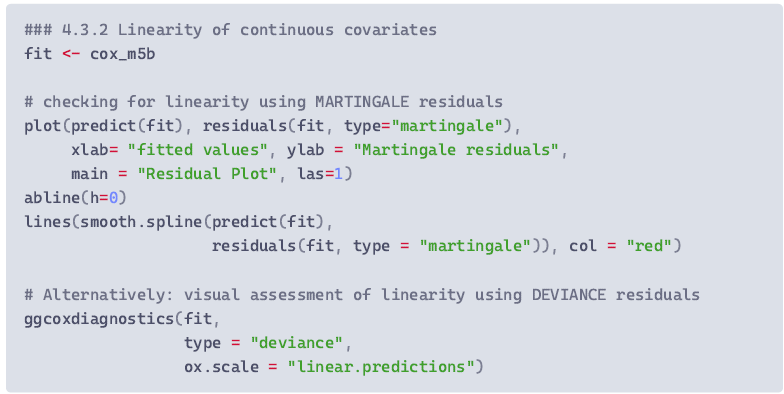 ### 4.3.2 Linearity of continuous covariates
fit <- cox_m5b
# checking for linearity using MARTINGALE residuals
plot(predict(fit), residuals(fit, type="martingale"),
     xlab= "fitted values", ylab = "Martingale residuals",
     main = "Residual Plot", las=1)
abline(h=0)
lines(smooth.spline(predict(fit),
                    residuals(fit, type = "martingale")), col = "red")
# Alternatively: visual assessment of linearity using DEVIANCE residuals
ggcoxdiagnostics(fit,
                 type = "deviance",
                 ox.scale = "linear.predictions")